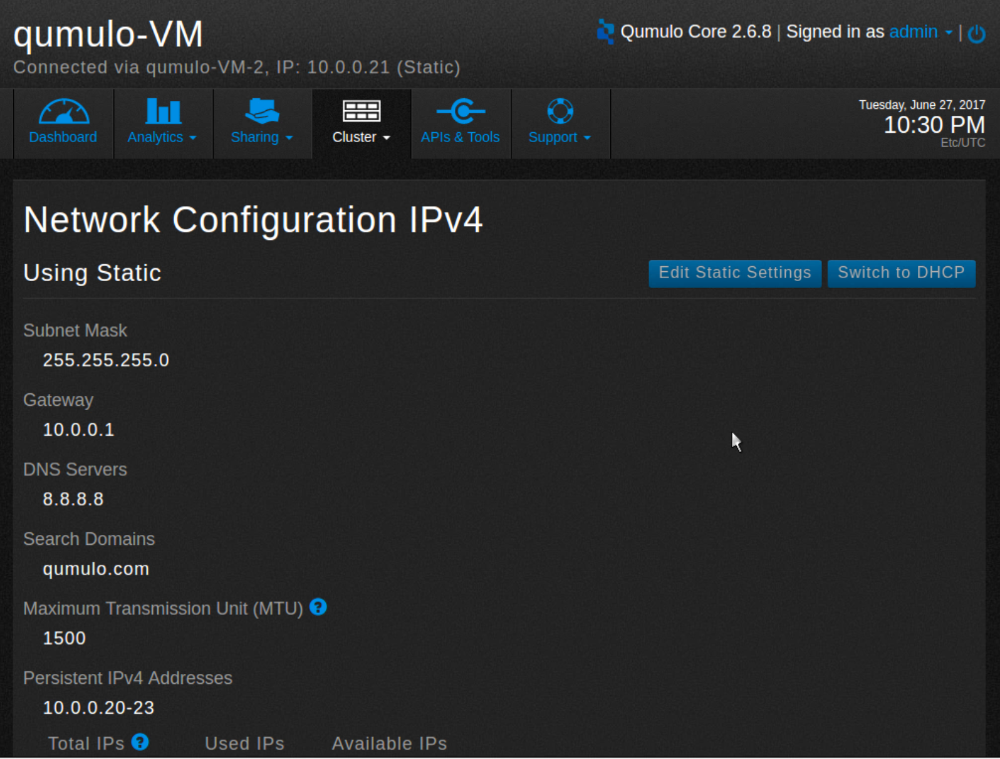 qumulo-VM
Qumulo Core 2.6.8 | Signed in as admin |
Connected via qumulo-VM-2, IP: 10.0.0.21 (Static)
Dashboard Analytics Sharing Cluster APIs & Tools Support
Tuesday, June 27, 2017
10:30 PM
Etc/UTC
Network Configuration IPv4
Using Static
Edit Static Settings Switch to DHCP
Subnet Mask
255.255.255.0
Gateway
10.0.0.1
DNS Servers
8.8.8.8
Search Domains
qumulo.com
Maximum Transmission Unit (MTU) ?
1500
Persistent IPv4 Addresses
10.0.0.20-23
Total IPs ? Used IPs Available IPs